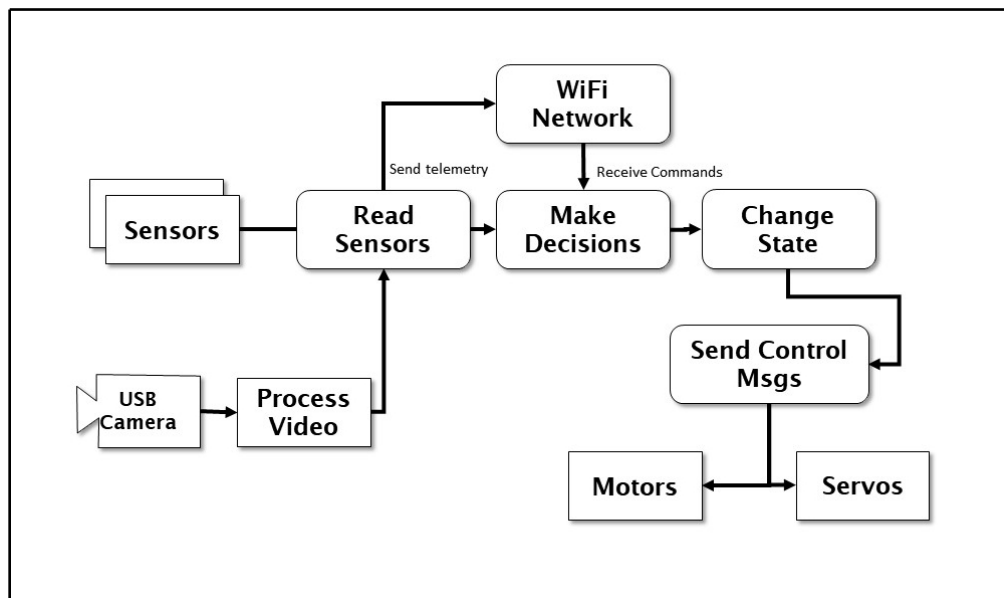 WiFi
Network
Send telemetry
Receive Commands
Sensors
Read
Sensors
Make
Decisions
Change
State
Send Control
Msgs
USB
Camera
Process
Video
Motors
Servos